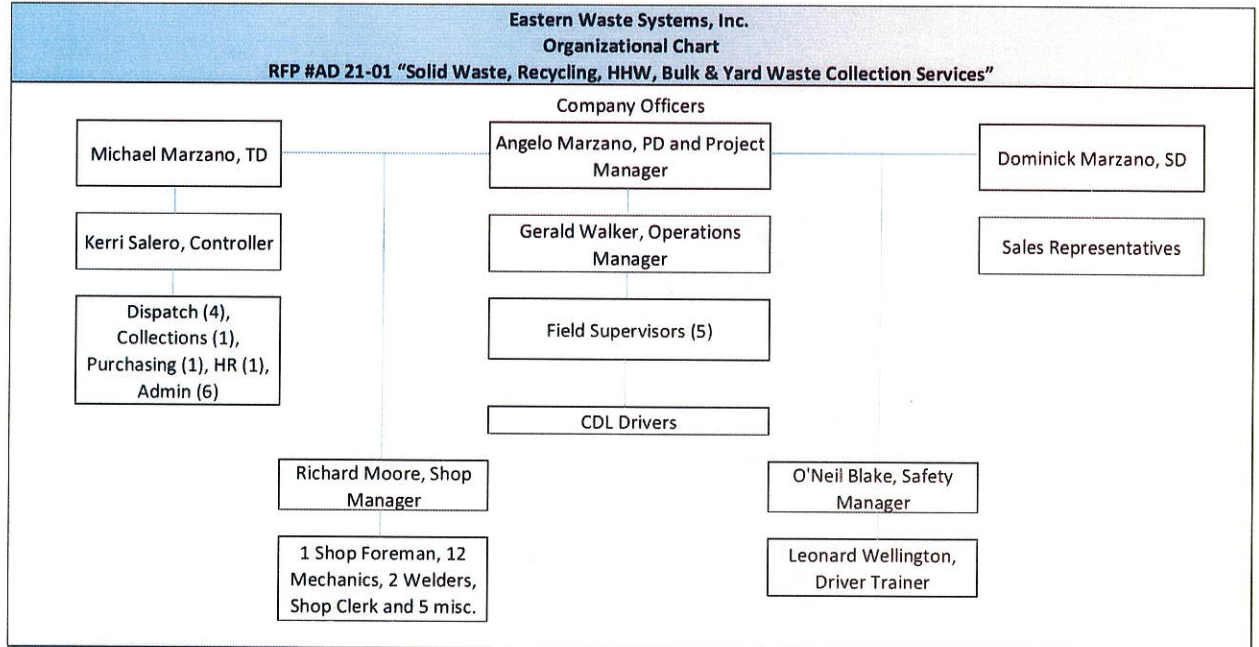 Eastern Waste Systems, Inc.
Organizational Chart
RFP #AD 21-01 “Solid Waste, Recycling, HHW, Bulk & Yard Waste Collection Services”
Company Officers
Michael Marzano, TD
Angelo Marzano, PD and Project
Manager
Dominick Marzano, SD
Kerri Salero, Controller
Gerald Walker, Operations
Manager
Sales Representatives
Dispatch (4),
Collections (1),
Purchasing (1), HR (1),
Admin (6)
Field Supervisors (5)
CDL Drivers
Richard Moore, Shop
Manager
O'Neil Blake, Safety
Manager
1 Shop Foreman, 12
Mechanics, 2 Welders,
Shop Clerk and 5 misc.
Leonard Wellington,
Driver Trainer